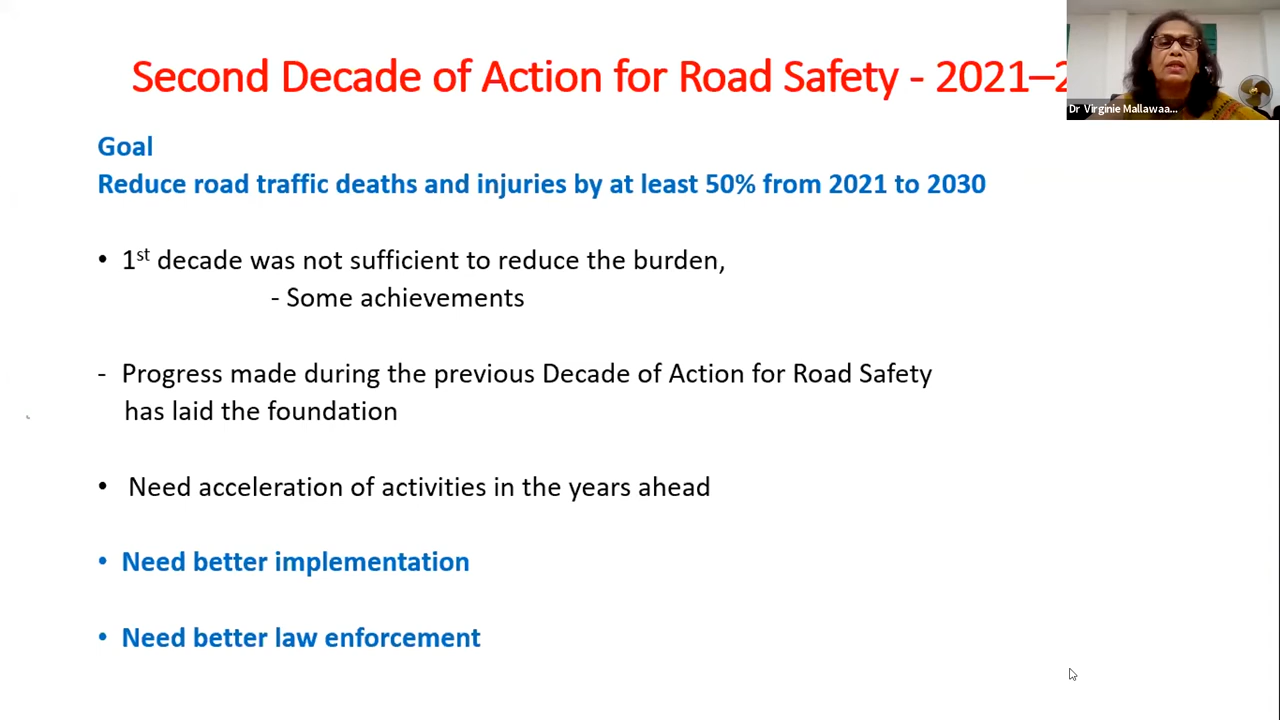 Second Decade of Action for Road Safety - 2021–2
Dr Virginie Mallawaa...
Goal
Reduce road traffic deaths and injuries by at least 50% from 2021 to 2030
• 1st decade was not sufficient to reduce the burden,
- Some achievements
- Progress made during the previous Decade of Action for Road Safety
has laid the foundation
• Need acceleration of activities in the years ahead
• Need better implementation
• Need better law enforcement